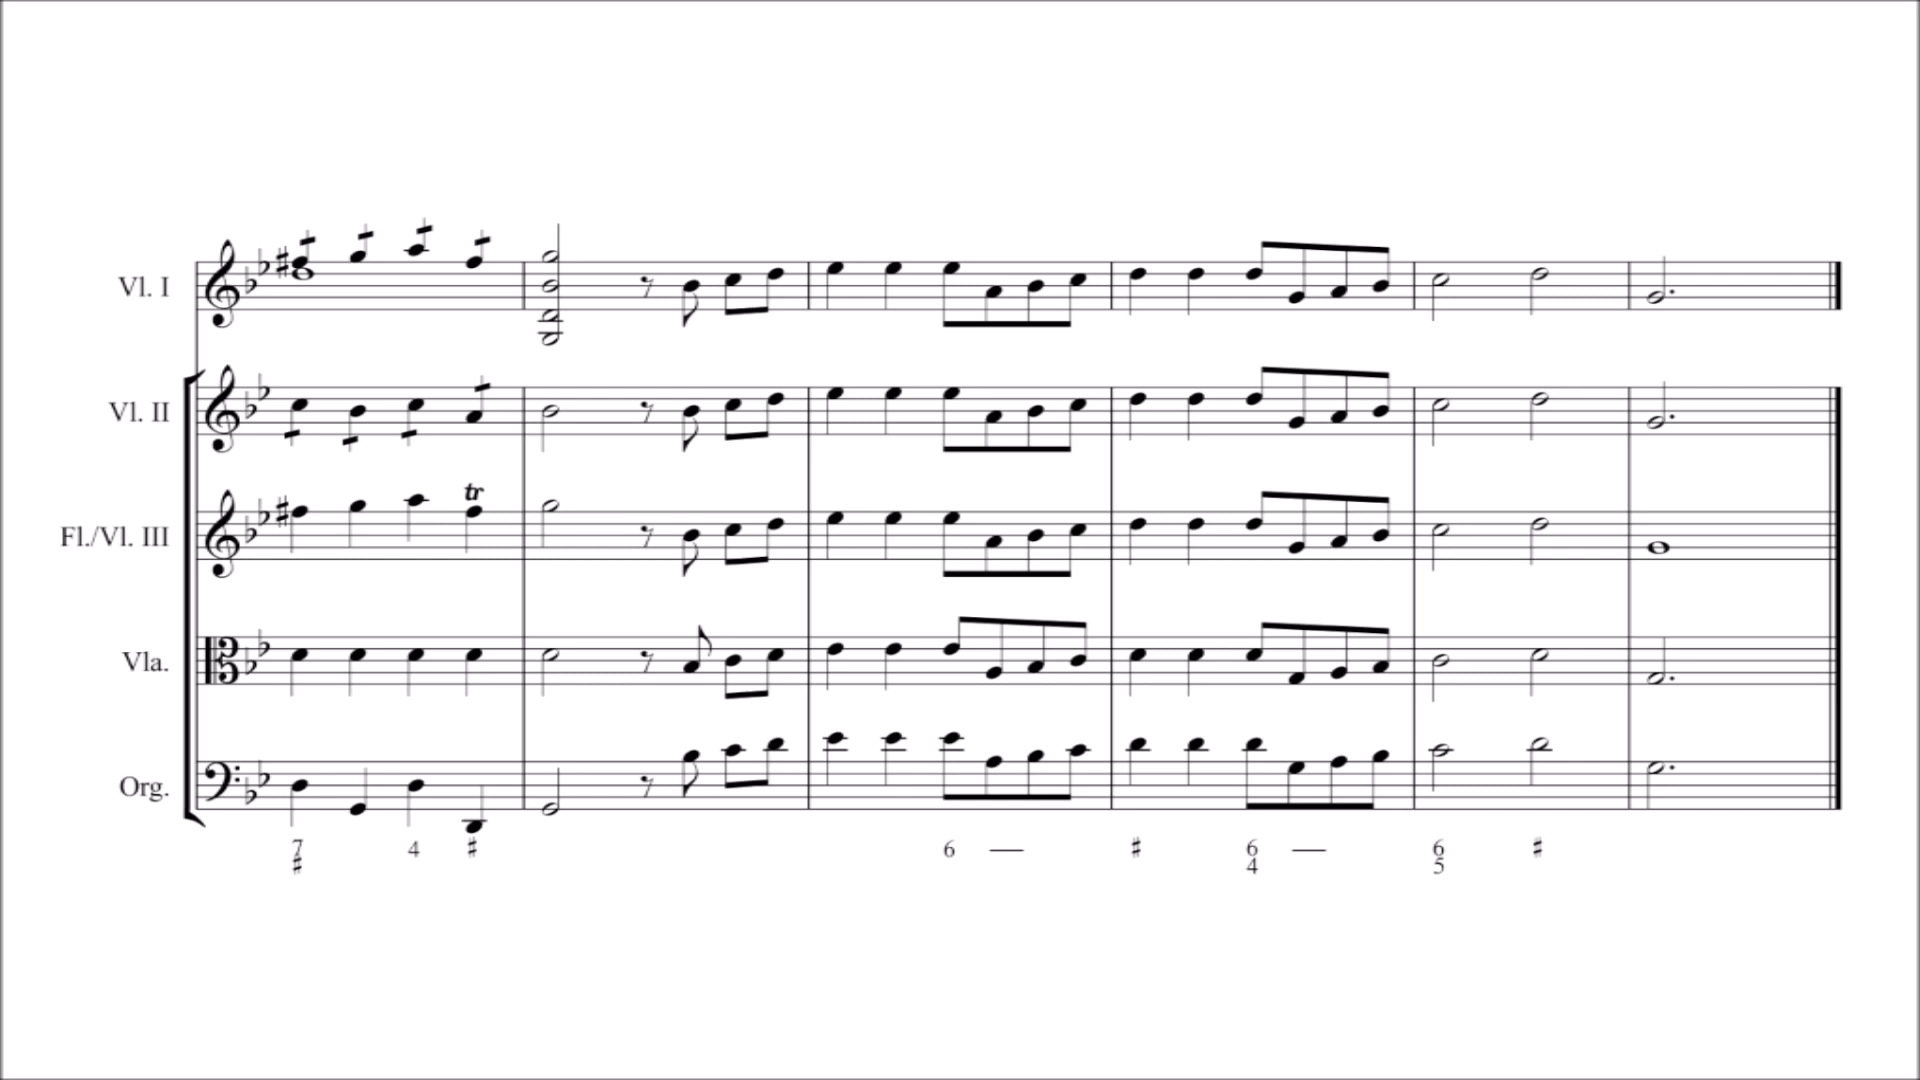 Vl. I
Vl. II
tr
Fl./Vl. III
Vla.
Org.
7 4 ♯ 6 — ♯ 6 — 6 ♯
♯ 4 5